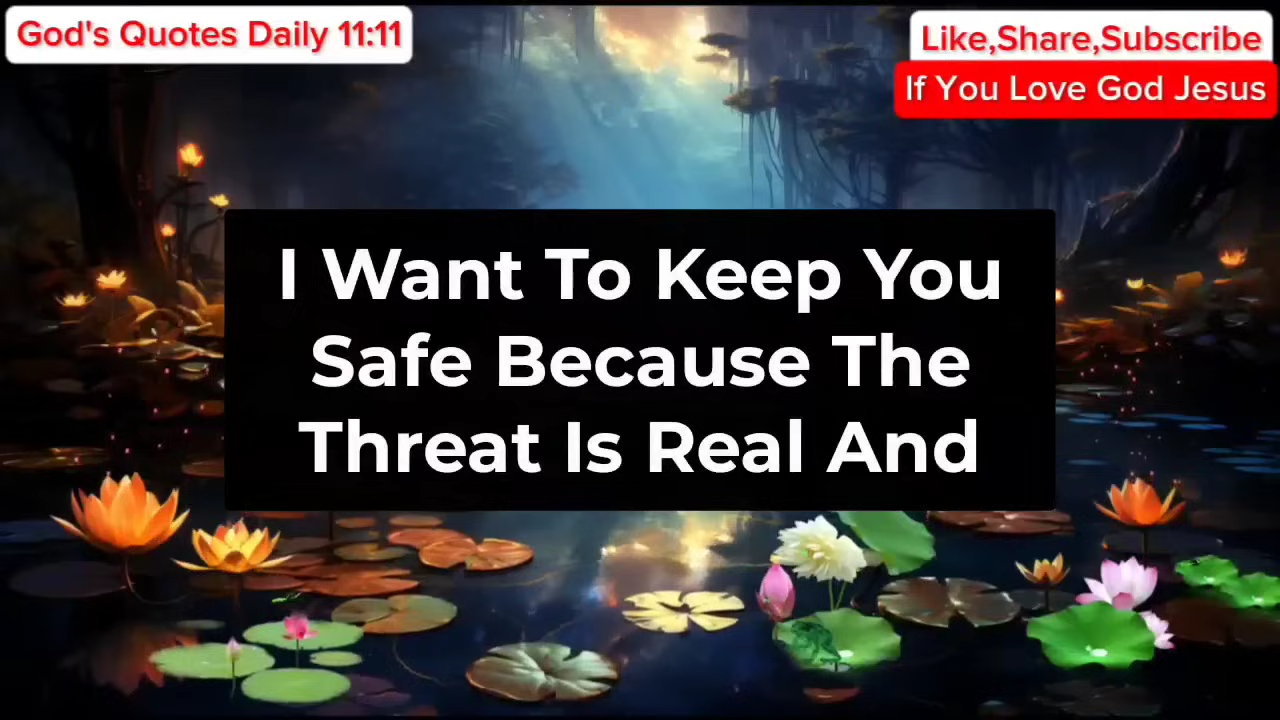 God's Quotes Daily 11:11
Like,Share,Subscribe
If You Love God Jesus
I Want To Keep You
Safe Because The
Threat Is Real And